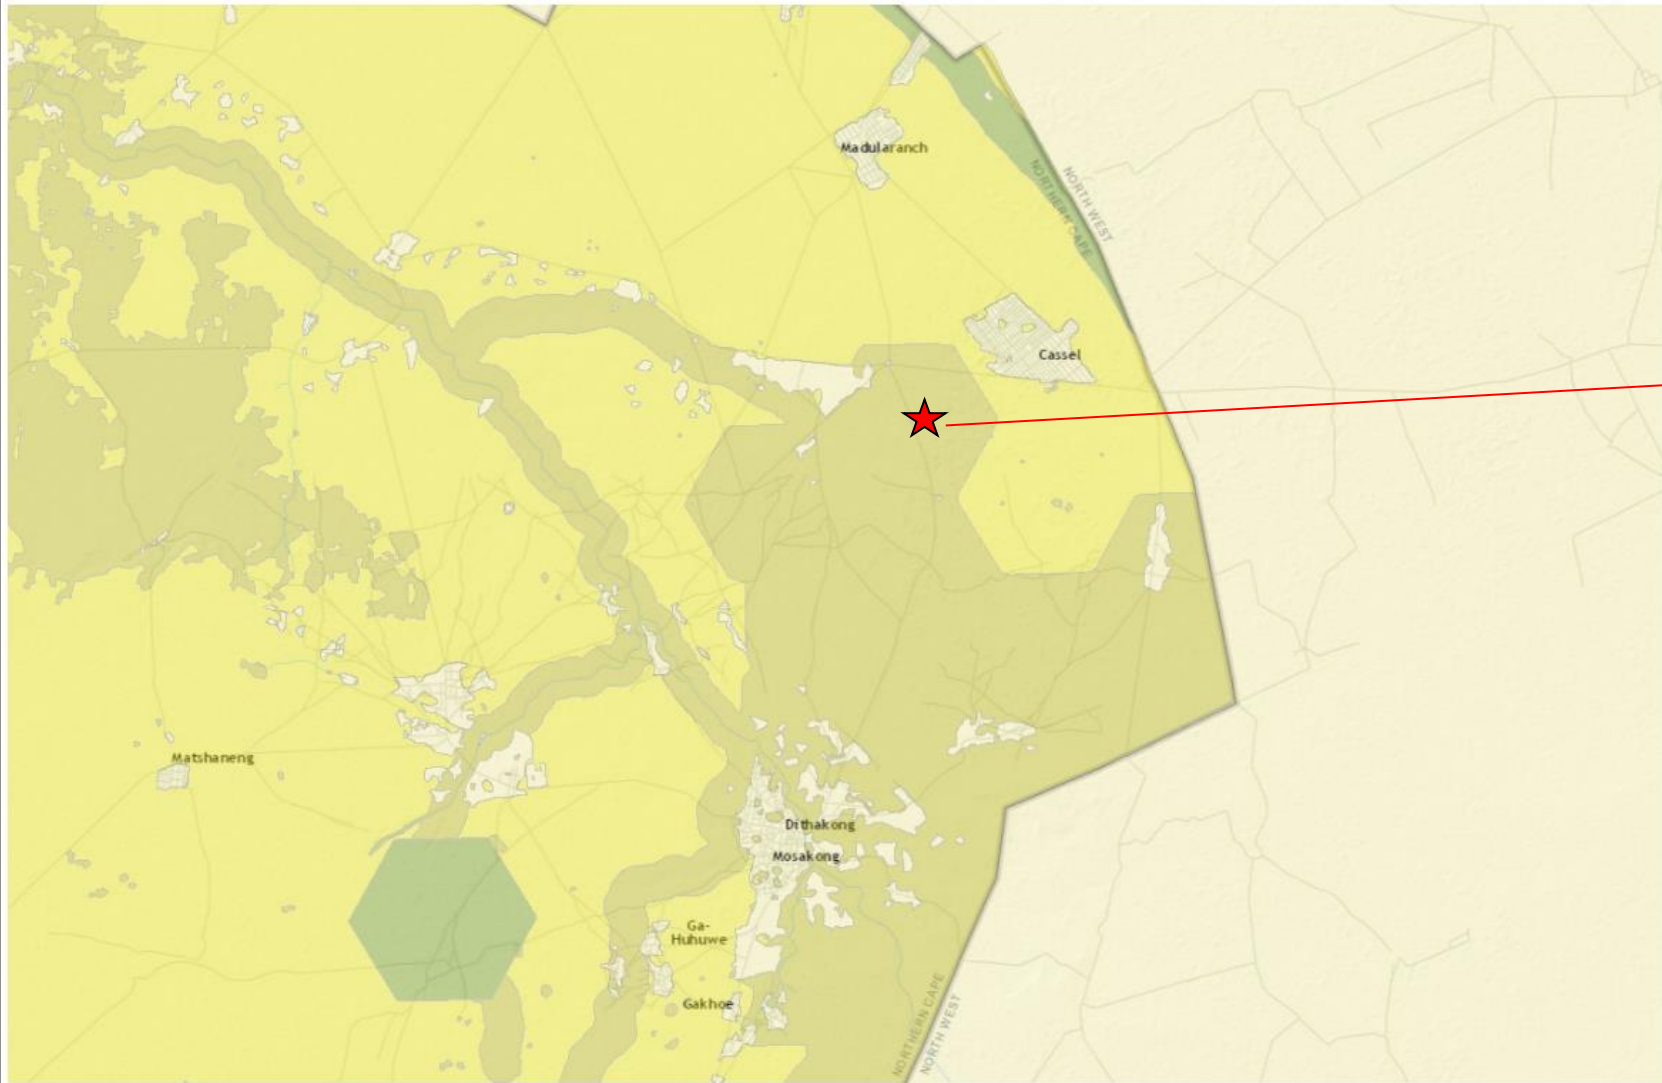 Madularanch
NORTH WEST
NORTHERN CAPE
Cassel
Matshaneng
Dithakong
Mosakong
Ga-
Huhuwe
Gakhoe
NORTHERN CAPE
NORTH WEST